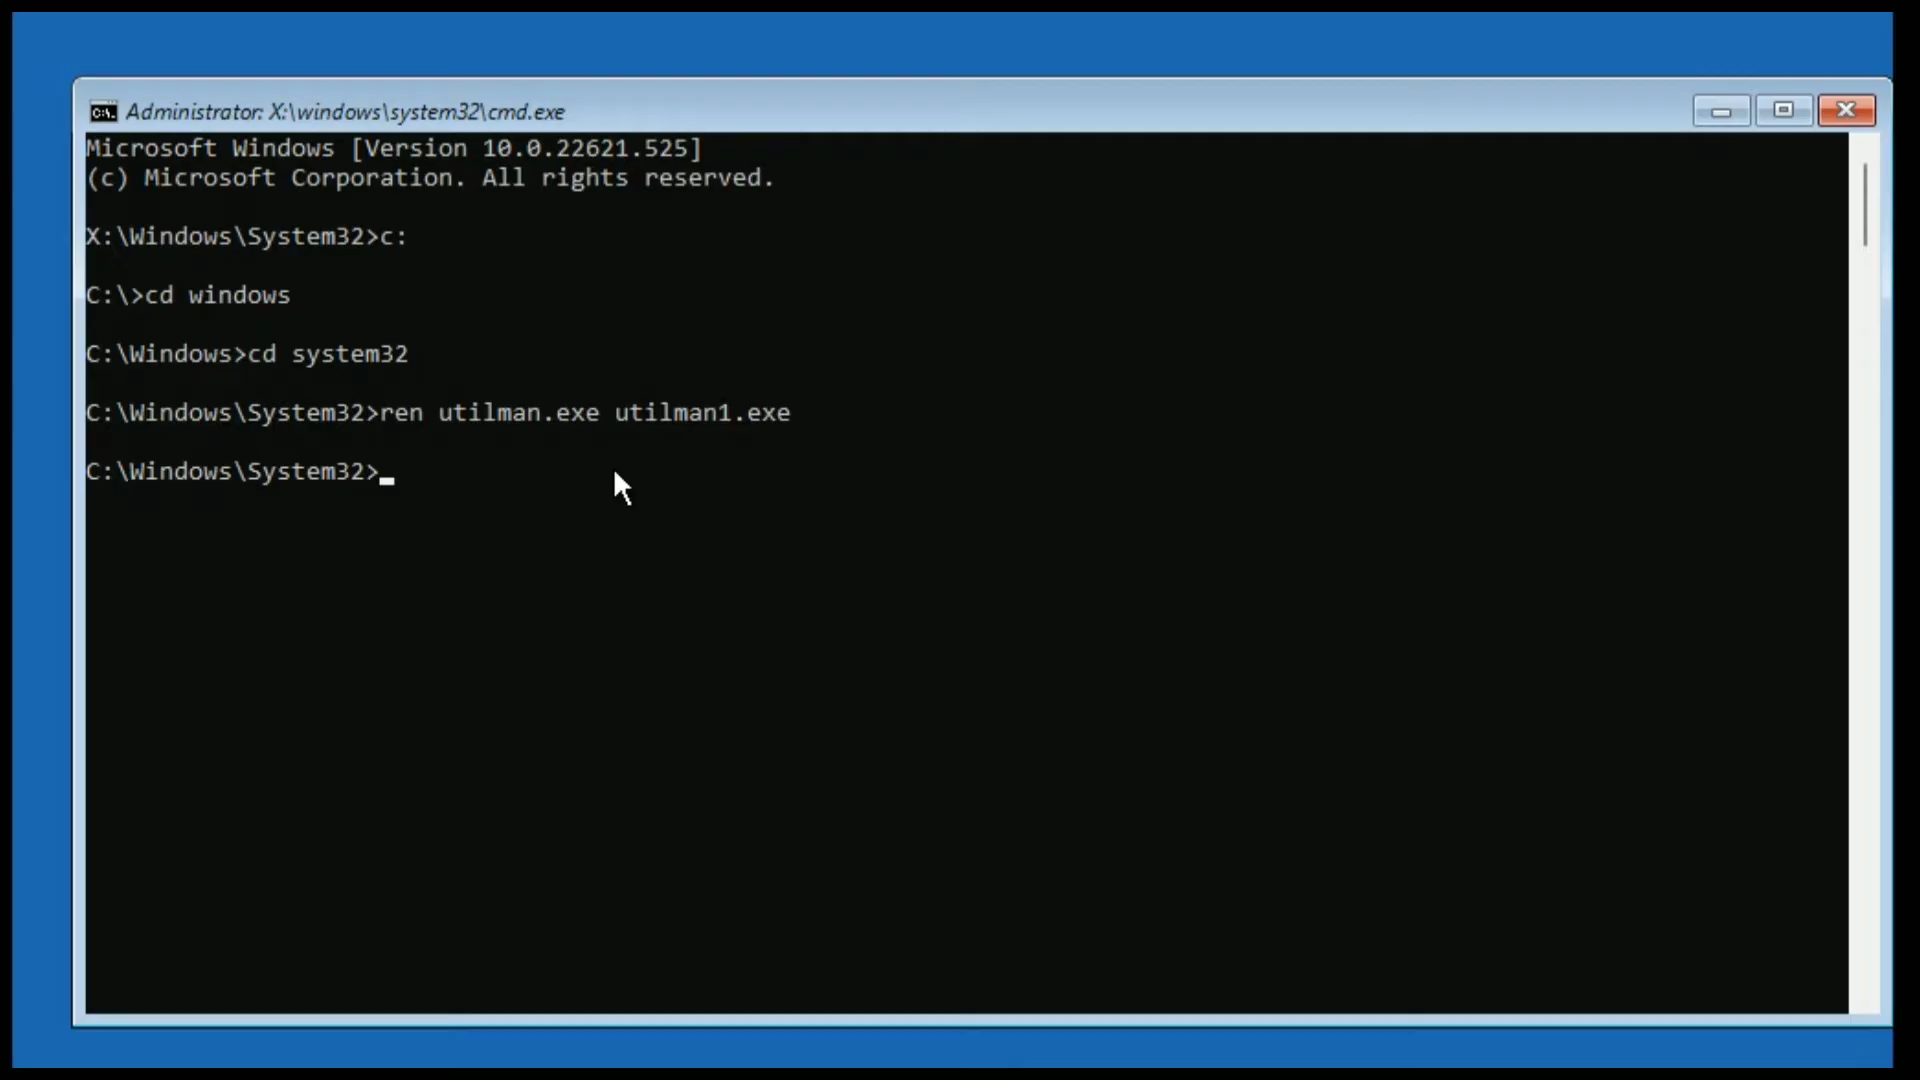 Administrator: X:\windows\system32\cmd.exe
Microsoft Windows [Version 10.0.22621.525]
(c) Microsoft Corporation. All rights reserved.
X:\Windows\System32>c:
C:\>cd windows
C:\Windows>cd system32
C:\Windows\System32>ren utilman.exe utilman1.exe
C:\Windows\System32>